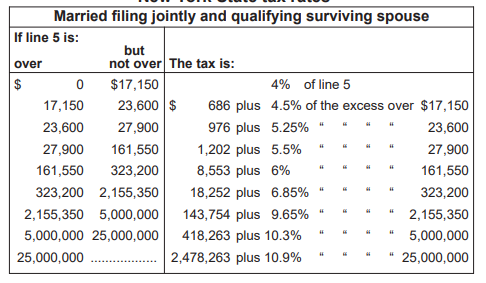 New York State tax rates
Married filing jointly and qualifying surviving spouse
If line 5 is:
but
over not over The tax is:
$ 0 $17,150 4% of line 5
17,150 23,600 $ 686 plus 4.5% of the excess over $17,150
23,600 27,900 976 plus 5.25% “ “ “ “ 23,600
27,900 161,550 1,202 plus 5.5% “ “ “ “ 27,900
161,550 323,200 8,553 plus 6% “ “ “ “ 161,550
323,200 2,155,350 18,252 plus 6.85% “ “ “ “ 323,200
2,155,350 5,000,000 143,754 plus 9.65% “ “ “ “ 2,155,350
5,000,000 25,000,000 418,263 plus 10.3% “ “ “ “ 5,000,000
25,000,000 .................. 2,478,263 plus 10.9% “ “ “ “ 25,000,000